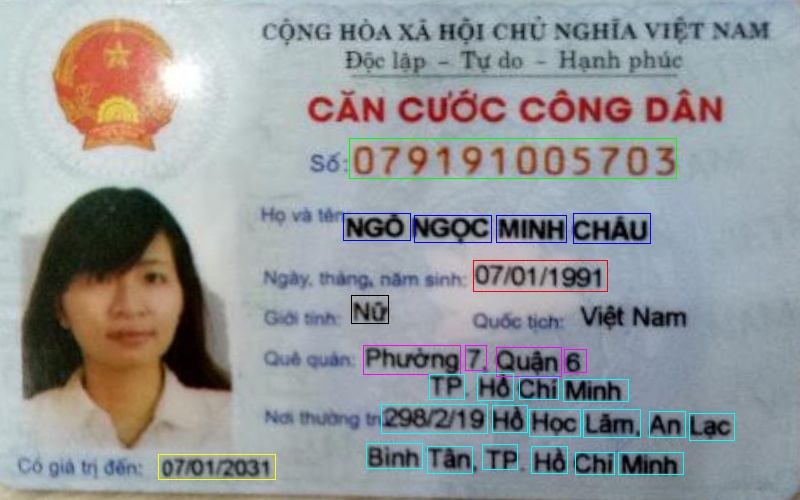 CỘNG HÒA XÃ HỘI CHỦ NGHĨA VIỆT NAM
Độc lập - Tự do - Hạnh phúc
CĂN CƯỚC CÔNG DÂN
Số: 079191005703
Họ và tên NGÔ NGỌC MINH CHÂU
Ngày, tháng, năm sinh: 07/01/1991
Giới tính: Nữ Quốc tịch: Việt Nam
Quê quán: Phường 7, Quận 6
TP. Hồ Chí Minh
Nơi thường trú 298/2/19 Hồ Học Lãm, An Lạc
Bình Tân, TP. Hồ Chí Minh
Có giá trị đến: 07/01/2031